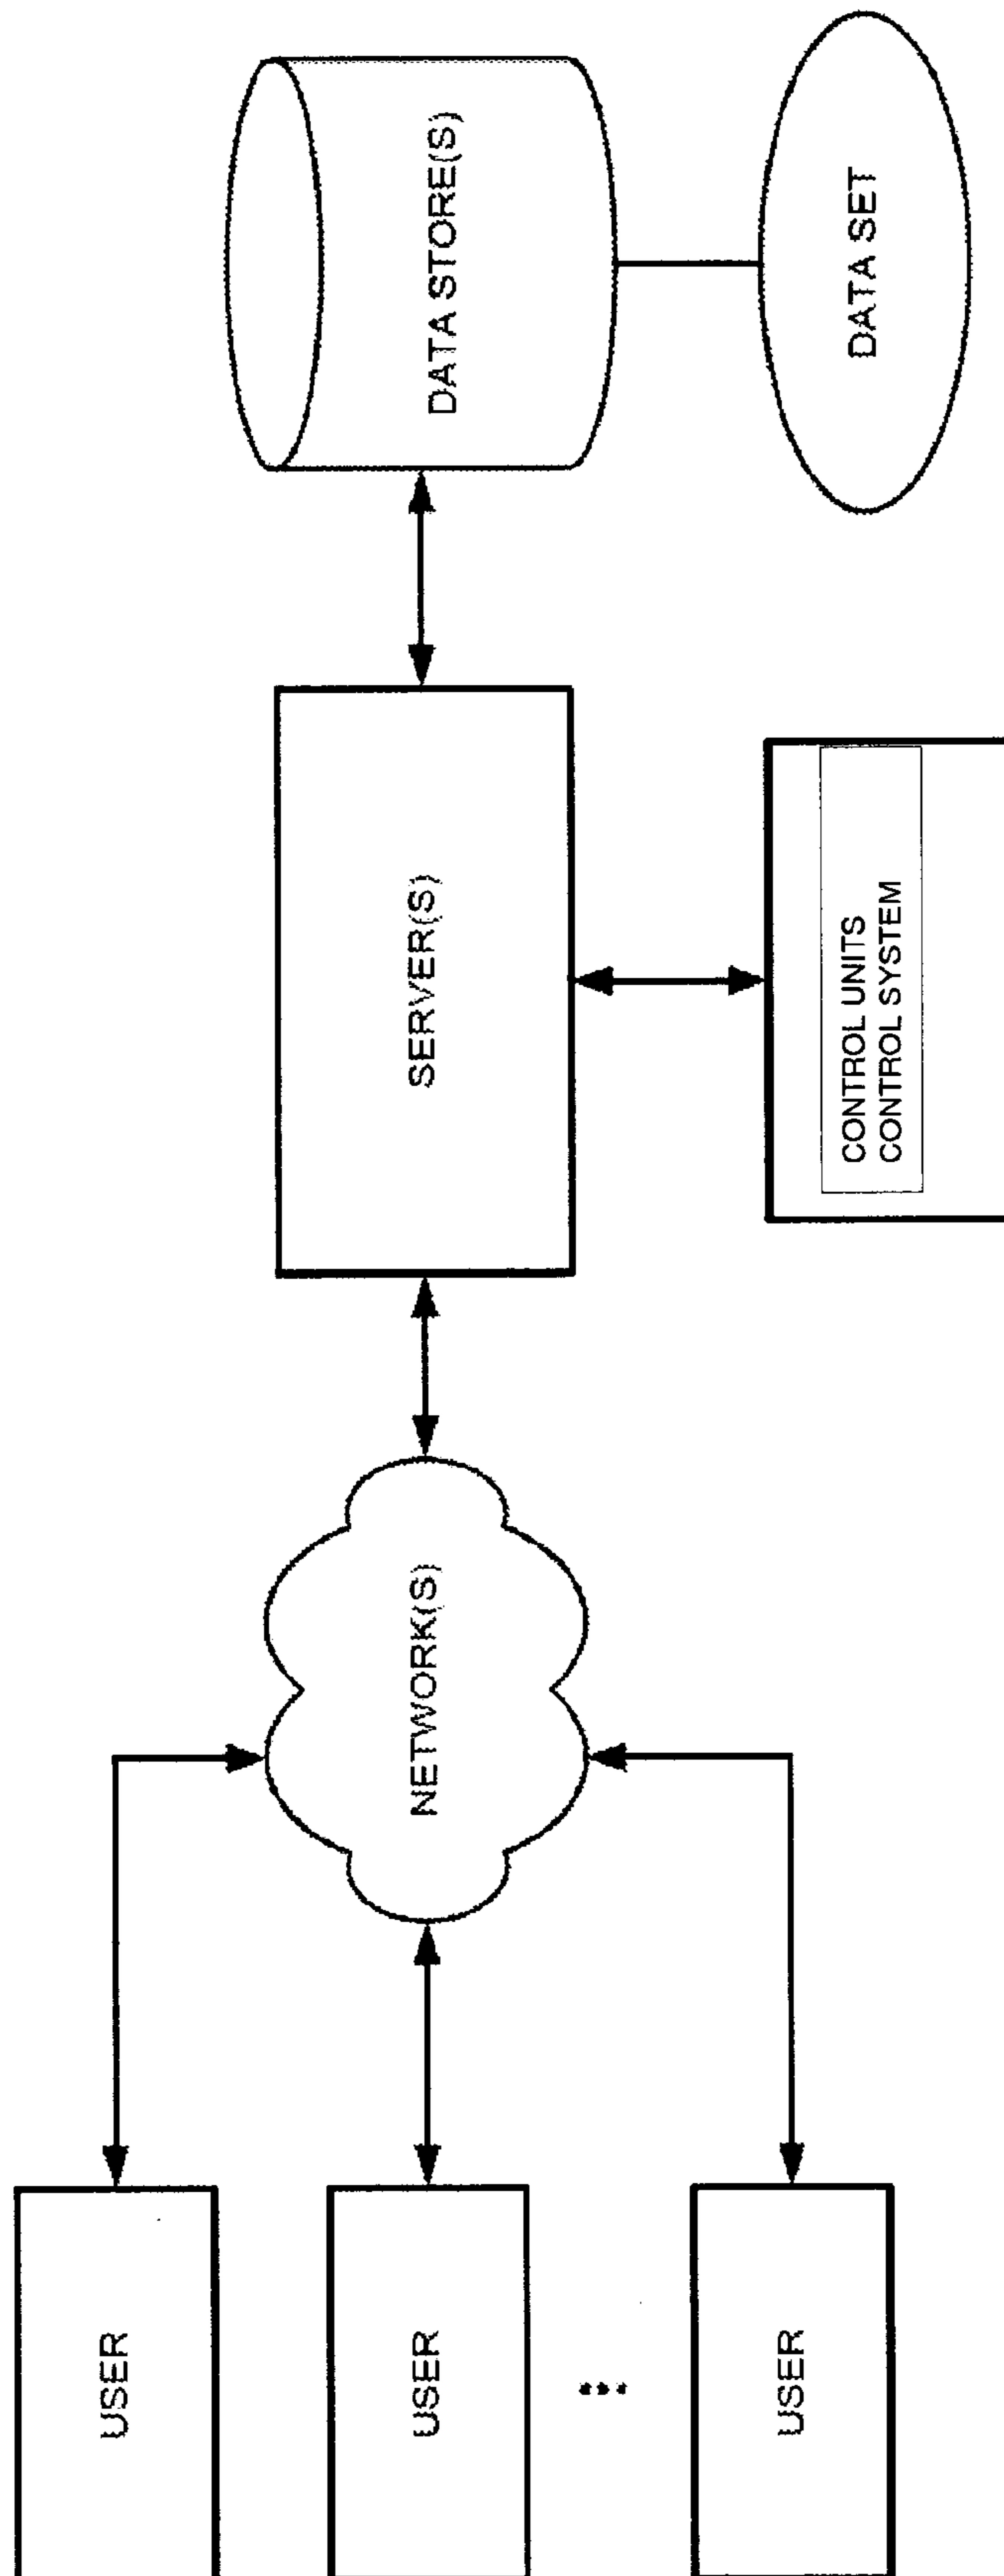 USER
USER
USER
NETWORK(S)
SERVER(S)
CONTROL UNITS
CONTROL SYSTEM
DATA STORE(S)
DATA SET